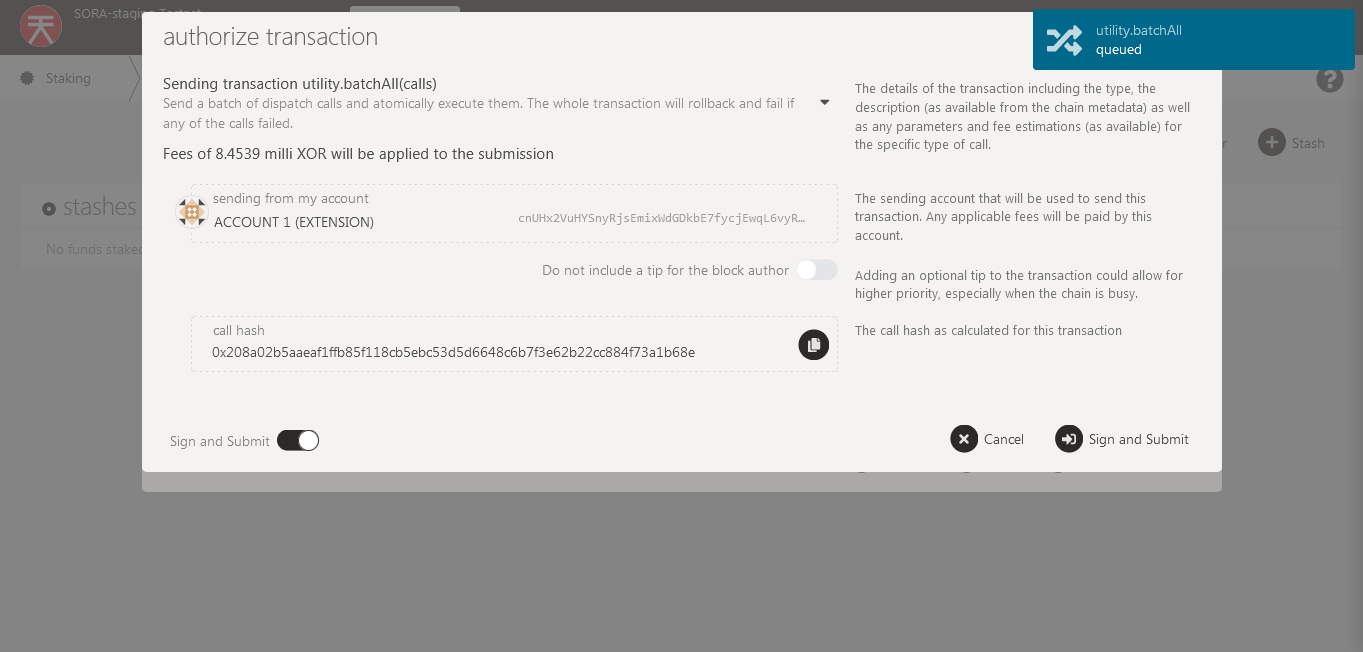 SORA-staging Testnet
authorize transaction
utility.batchAll
queued
Staking
Sending transaction utility.batchAll(calls)
Send a batch of dispatch calls and atomically execute them. The whole transaction will rollback and fail if
any of the calls failed.
The details of the transaction including the type, the
description (as available from the chain metadata) as well
as any parameters and fee estimations (as available) for
the specific type of call.
Fees of 8.4539 milli XOR will be applied to the submission
Stash
stashes
No funds staked
sending from my account
ACCOUNT 1 (EXTENSION)
cnUHx2VuHYSnyRjsEmixWdGDkbE7fycjEwqL6vyR…
The sending account that will be used to send this
transaction. Any applicable fees will be paid by this
account.
Do not include a tip for the block author
Adding an optional tip to the transaction could allow for
higher priority, especially when the chain is busy.
call hash
0x208a02b5aaeaf1ffb85f118cb5ebc53d5d6648c6b7f3e62b22cc884f73a1b68e
The call hash as calculated for this transaction
Sign and Submit
Cancel
Sign and Submit